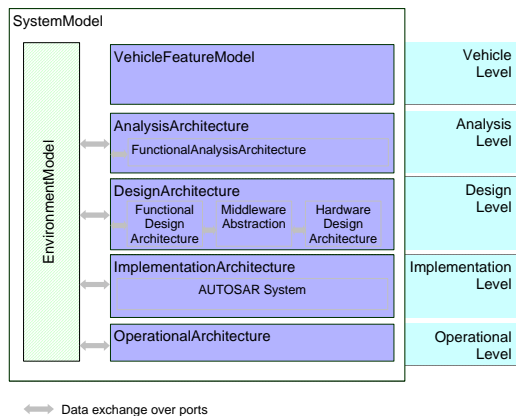 SystemModel
EnvironmentModel
VehicleFeatureModel
Vehicle
Level
AnalysisArchitecture
FunctionalAnalysisArchitecture
Analysis
Level
DesignArchitecture
Functional
Design
Architecture
Middleware
Abstraction
Hardware
Design
Architecture
Design
Level
ImplementationArchitecture
AUTOSAR System
Implementation
Level
OperationalArchitecture
Operational
Level
Data exchange over ports